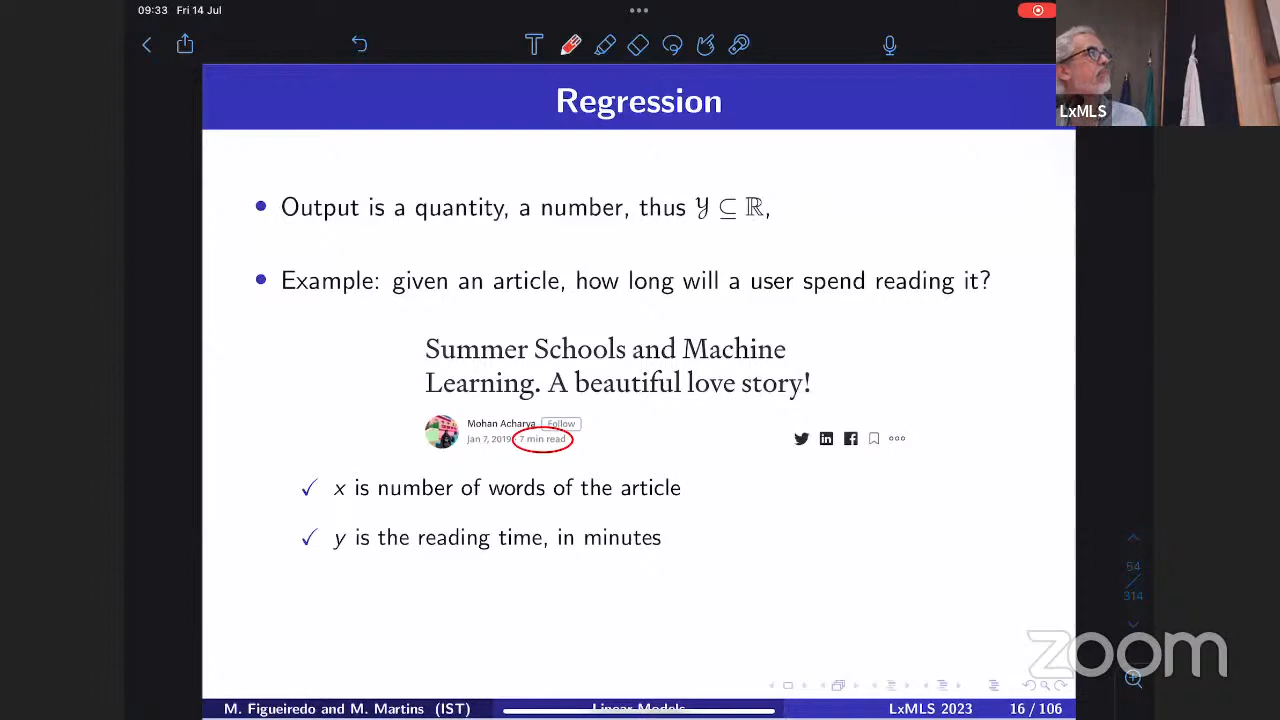 09:33 Fri 14 Jul
T
LxMLS
Regression
Output is a quantity, a number, thus 𝒴 ⊆ ℝ,
Example: given an article, how long will a user spend reading it?
Summer Schools and Machine
Learning. A beautiful love story!
Mohan Acharya Follow
Jan 7, 2019 · 7 min read
✓ x is number of words of the article
✓ y is the reading time, in minutes
54
/
314
zoom
M. Figueiredo and M. Martins (IST) Linear Models LxMLS 2023 16 / 106